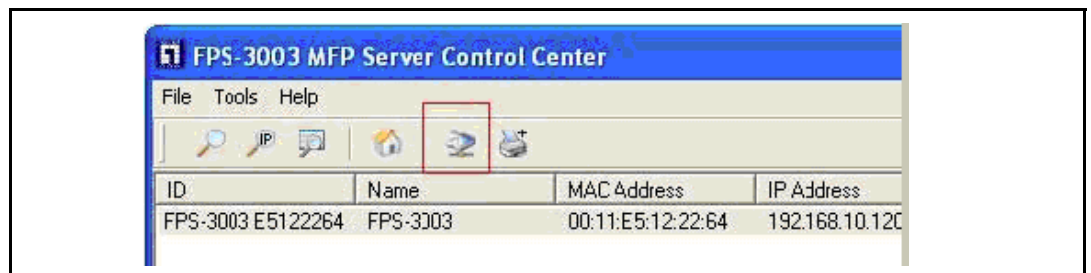 FPS-3003 MFP Server Control Center
File Tools Help
IP
ID Name MAC Address IP Address
FPS-3003 E5122264 FPS-3003 00:11:E5:12:22:64 192.168.10.120